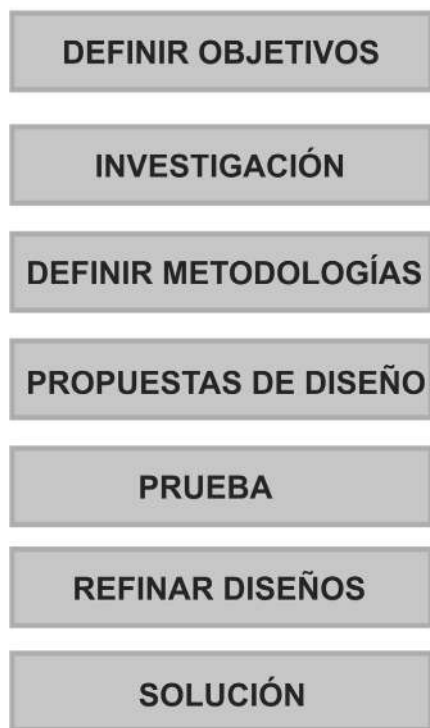 DEFINIR OBJETIVOS
INVESTIGACIÓN
DEFINIR METODOLOGÍAS
PROPUESTAS DE DISEÑO
PRUEBA
REFINAR DISEÑOS
SOLUCIÓN